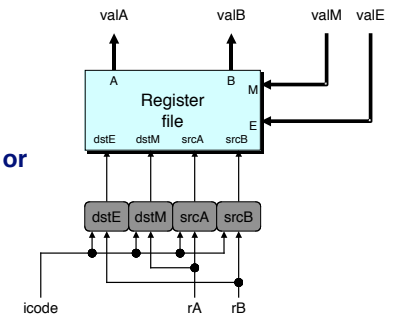 valA valB valM valE
A B M
Register
file
E
dstE dstM srcA srcB
or
dstE dstM srcA srcB
icode rA rB